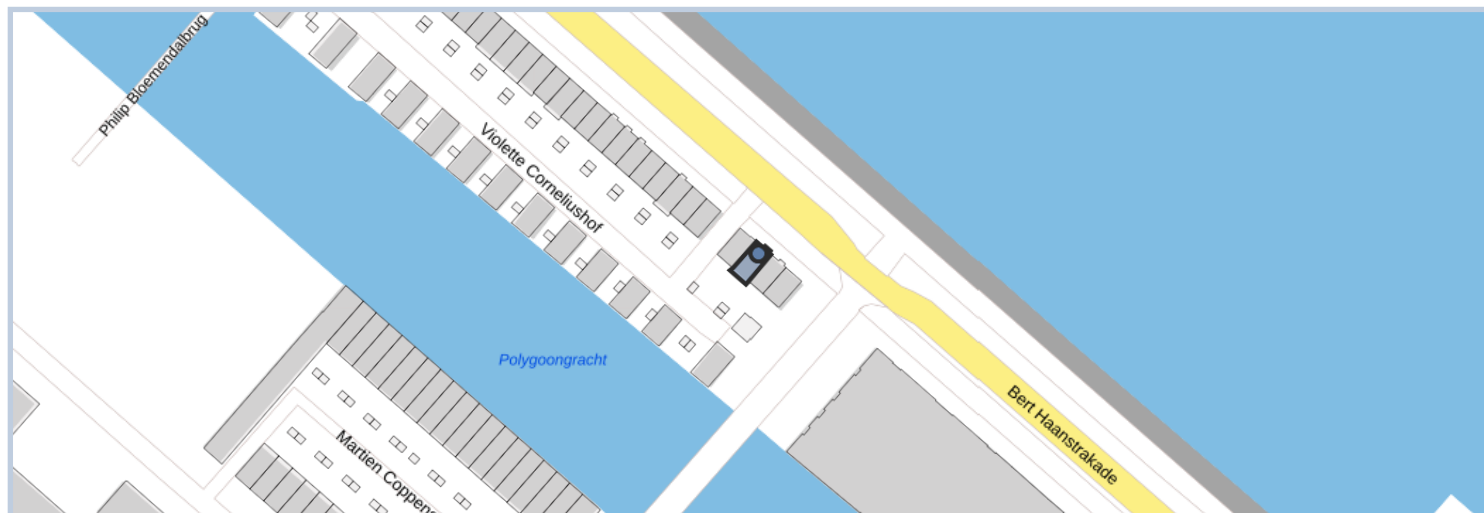 Philip Bloemendalbrug
Violette Corneliushof
Polygoongracht
Bert Haanstrakade
Martien Coppens